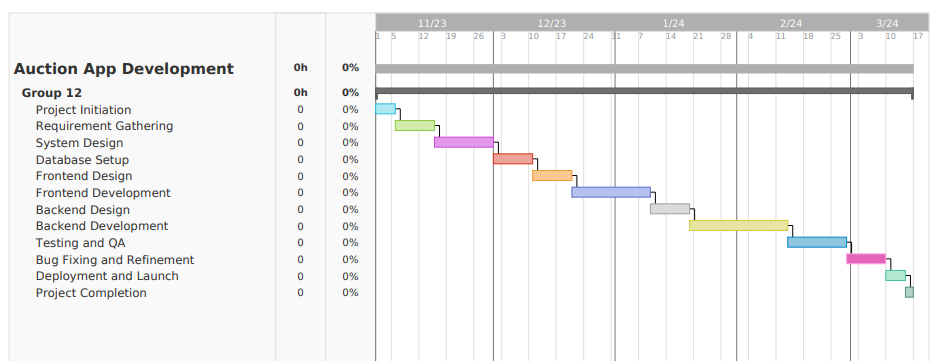 11/23 12/23 1/24 2/24 3/24
1 5 12 19 26 3 10 17 24 31 7 14 21 28 4 11 18 25 3 10 17
Auction App Development 0h 0%
Group 12 0h 0%
Project Initiation 0 0%
Requirement Gathering 0 0%
System Design 0 0%
Database Setup 0 0%
Frontend Design 0 0%
Frontend Development 0 0%
Backend Design 0 0%
Backend Development 0 0%
Testing and QA 0 0%
Bug Fixing and Refinement 0 0%
Deployment and Launch 0 0%
Project Completion 0 0%